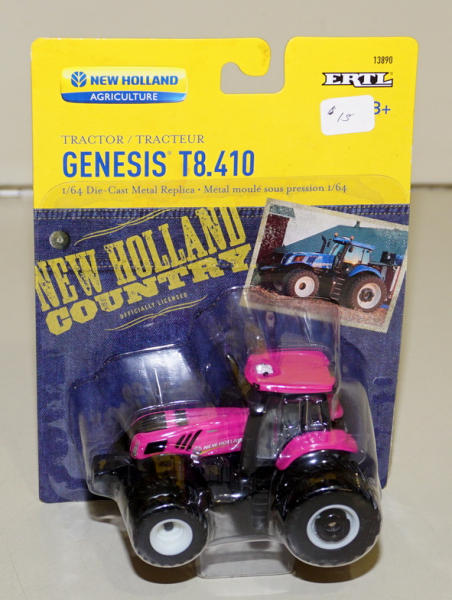 13890
NEW HOLLAND
AGRICULTURE
ERTL
$15
3+
TRACTOR / TRACTEUR
GENESIS® T8.410
1/64 Die-Cast Metal Replica • Métal moulé sous pression 1/64
NEW HOLLAND
COUNTRY
OFFICIALLY LICENSED
NEW HOLLAND